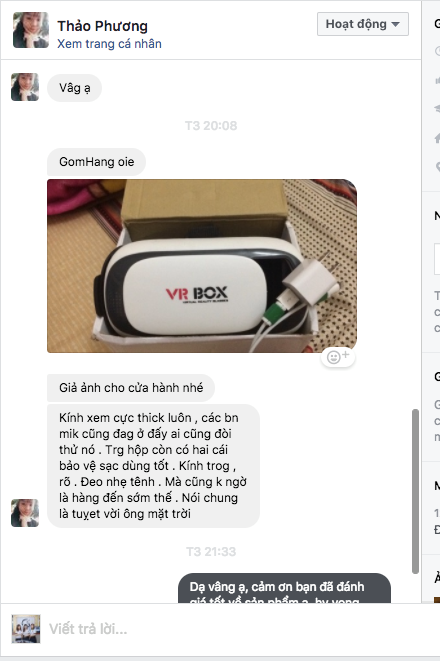 Thảo Phương
Hoạt động
Xem trang cá nhân
Vâg ạ
T3 20:08
GomHang oie
VR BOX
VIRTUAL REALITY GLASSES
Giả ảnh cho cửa hành nhé
Kính xem cực thick luôn , các bn
mik cũng đag ở đấy ai cũng đòi
thử nó . Trg hộp còn có hai cái
bảo vệ sạc dùng tốt . Kính trog ,
rõ . Đeo nhẹ tênh . Mà cũng k ngờ
là hàng đến sớm thế . Nói chung
là tuyệt vời ông mặt trời
T3 21:33
Dạ vâng ạ, cảm ơn bạn đã đánh
giá tốt về sản phẩm ạ, hy vọng
Viết trả lời...